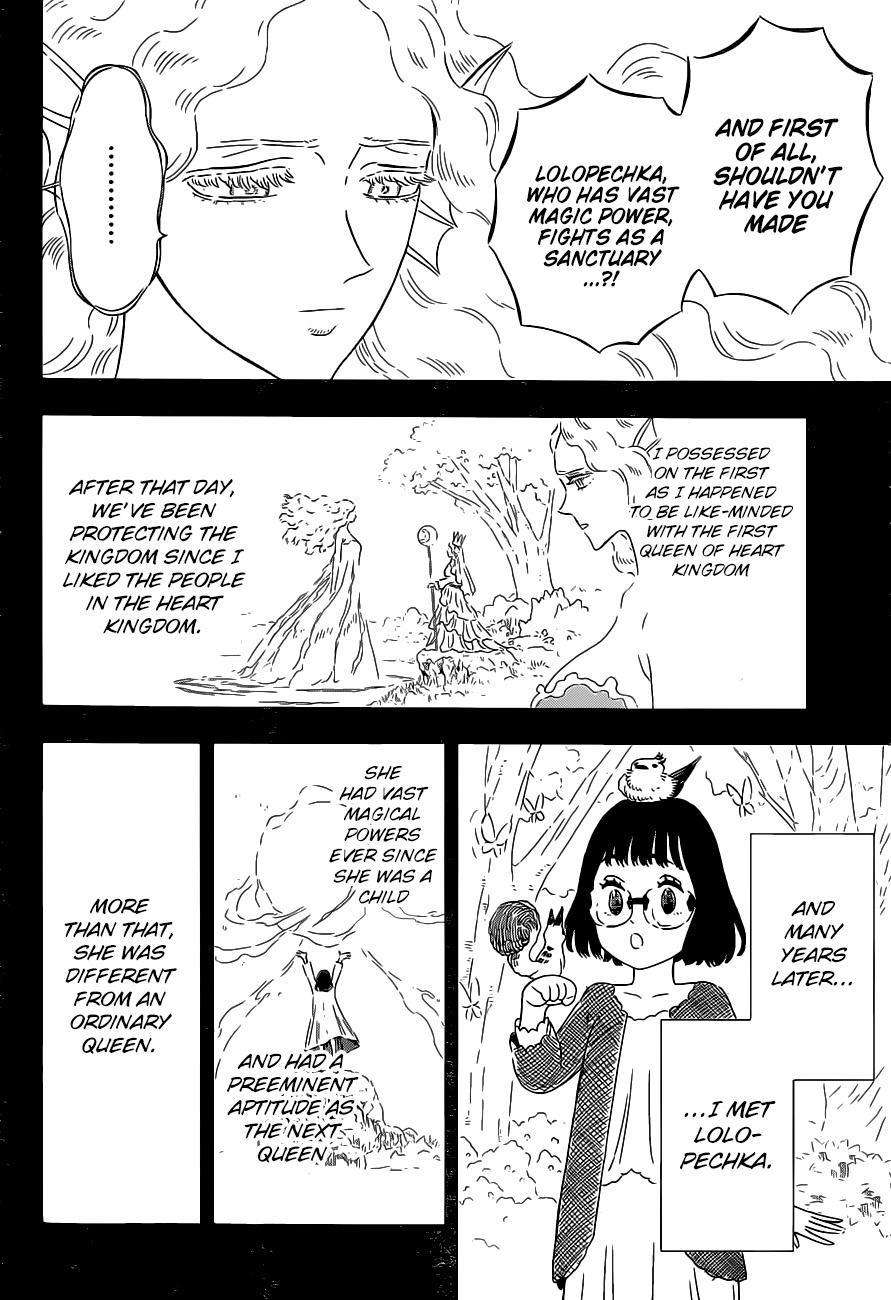 AND FIRST
OF ALL,
SHOULDN'T
HAVE YOU
MADE
LOLOPECHKA,
WHO HAS VAST
MAGIC POWER,
FIGHTS AS A
SANCTUARY
...?!
..........
I POSSESSED
ON THE FIRST
AS I HAPPENED
TO BE LIKE-MINDED
WITH THE FIRST
QUEEN OF HEART
KINGDOM
AFTER THAT DAY,
WE'VE BEEN
PROTECTING THE
KINGDOM SINCE I
LIKED THE PEOPLE
IN THE HEART
KINGDOM.
AND
MANY
YEARS
LATER...
...I MET
LOLO-
PECHKA.
SHE
HAD VAST
MAGICAL
POWERS
EVER SINCE
SHE WAS A
CHILD
AND HAD A
PREEMINENT
APTITUDE AS
THE NEXT
QUEEN
MORE
THAN THAT,
SHE WAS
DIFFERENT
FROM AN
ORDINARY
QUEEN.